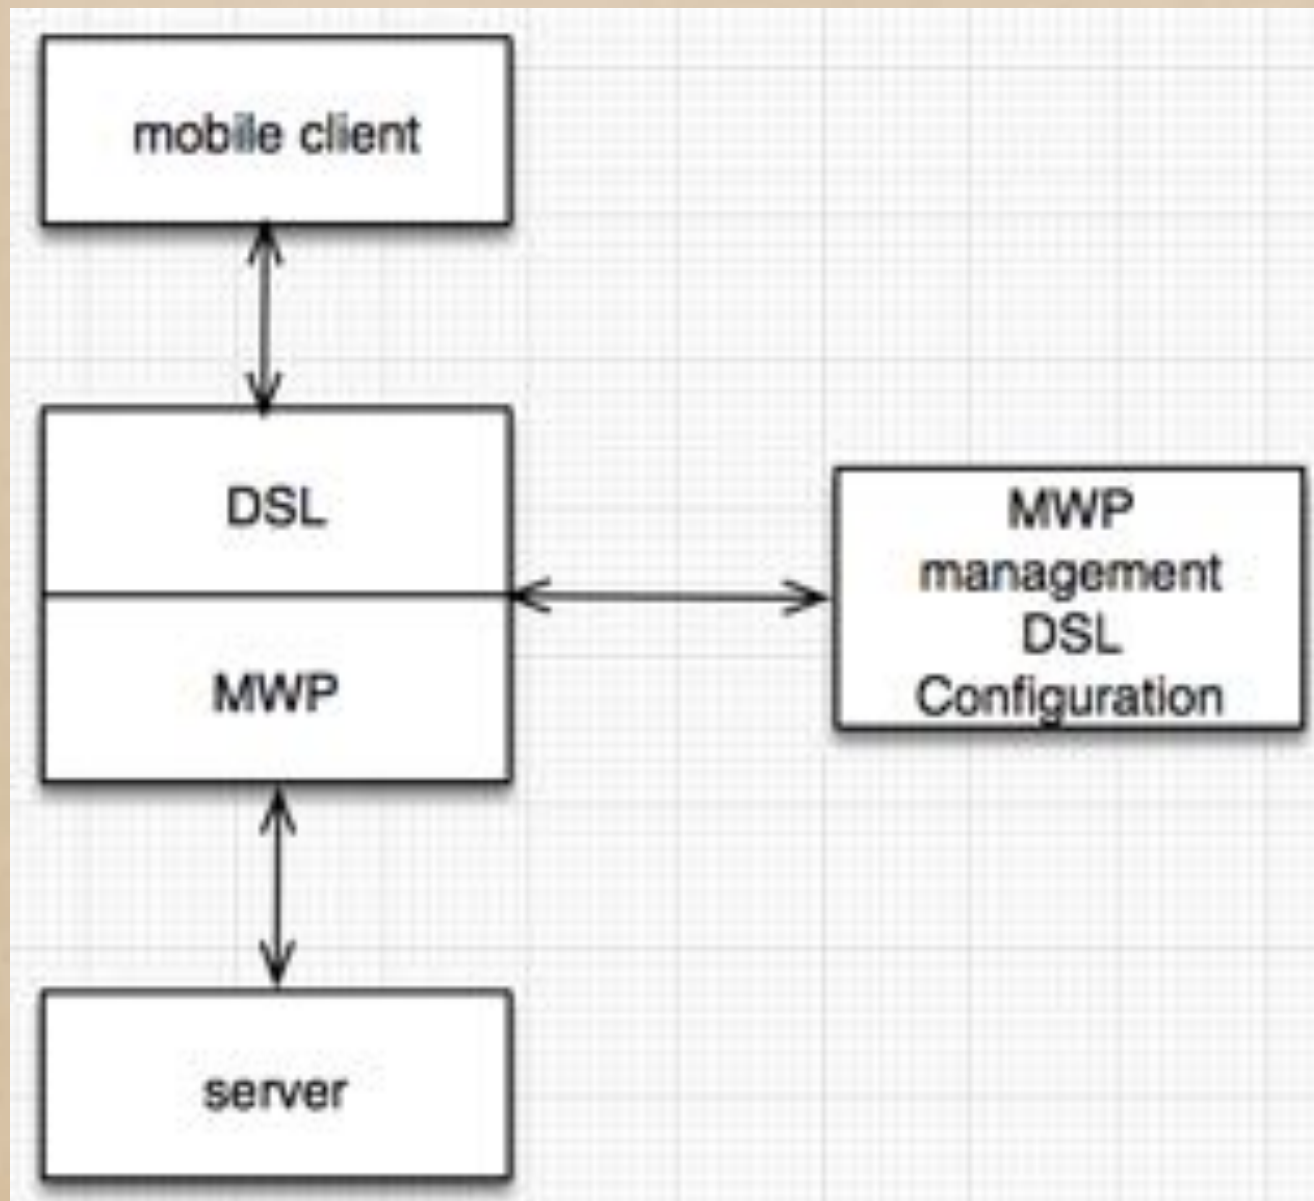 mobile client
DSL
MWP
MWP
management
DSL
Configuration
server